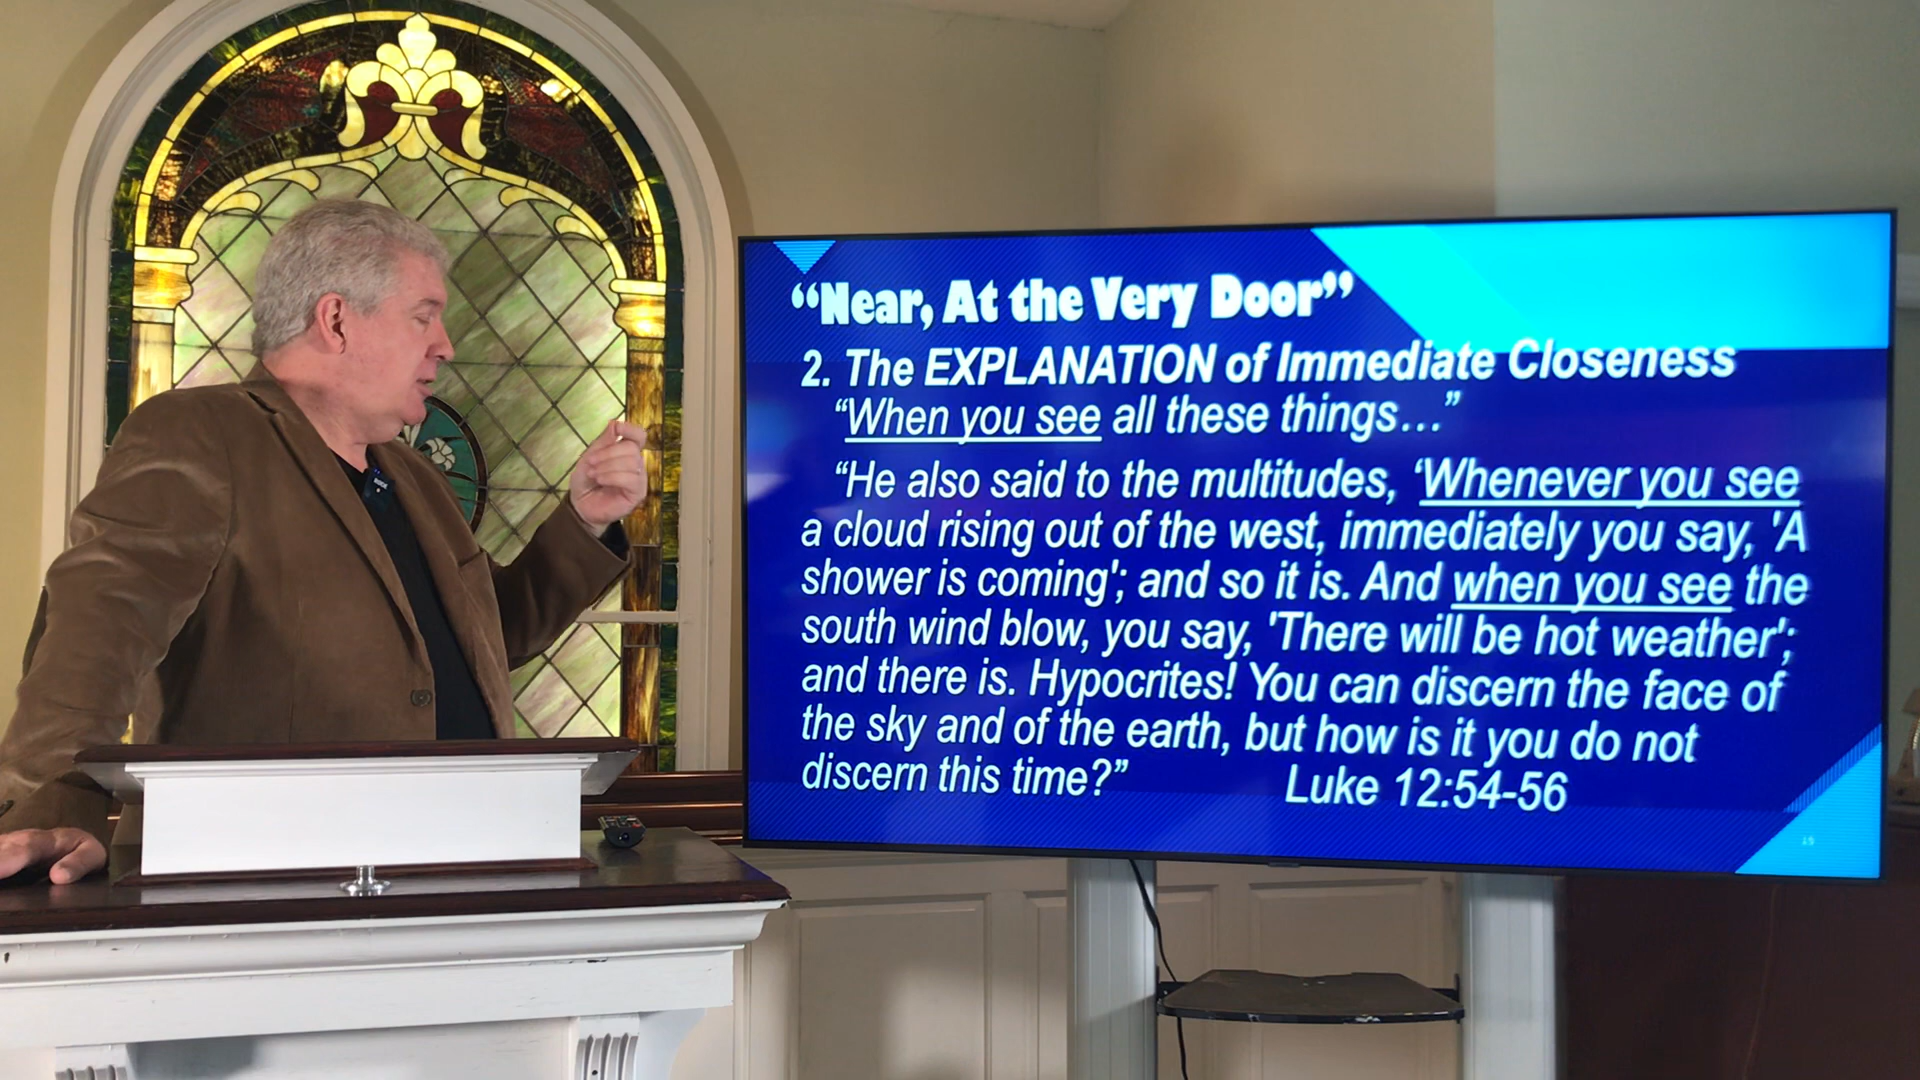 “Near, At the Very Door”
2. The EXPLANATION of Immediate Closeness
“When you see all these things…”
“He also said to the multitudes, ‘Whenever you see
a cloud rising out of the west, immediately you say, 'A
shower is coming'; and so it is. And when you see the
south wind blow, you say, 'There will be hot weather';
and there is. Hypocrites! You can discern the face of
the sky and of the earth, but how is it you do not
discern this time?” Luke 12:54-56